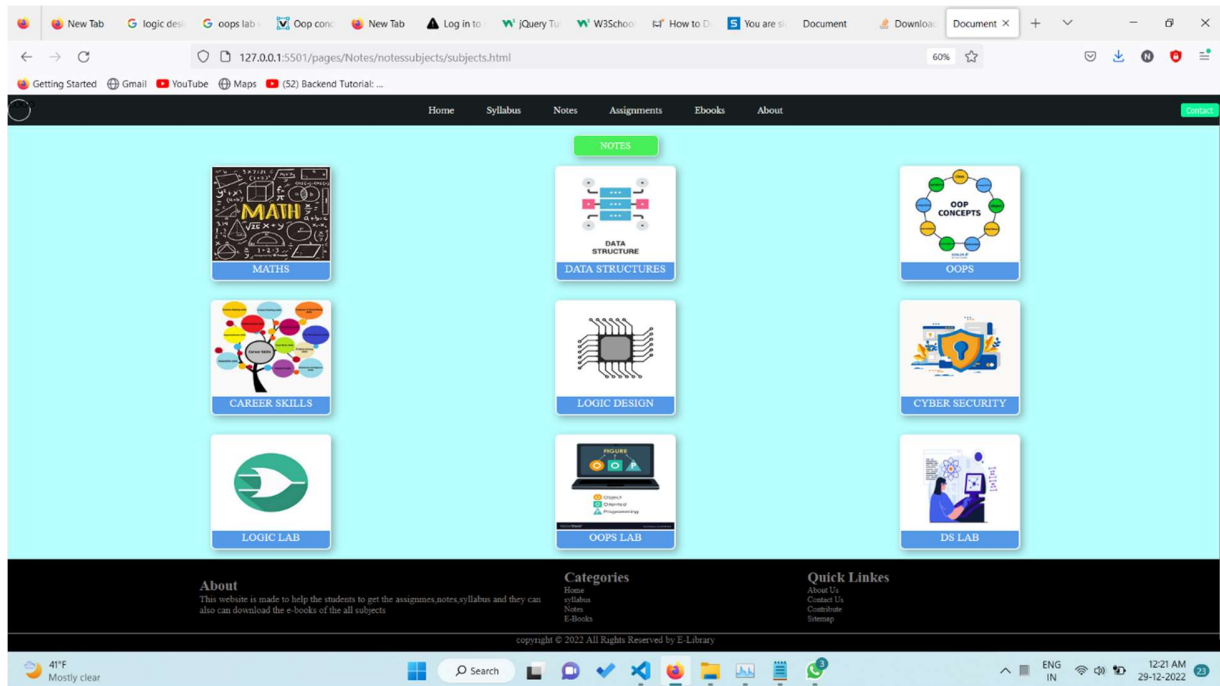 New Tab
logic desi
oops lab
Oop conc
New Tab
Log in to
jQuery Tu
W3School
How to D
You are si
Document
Downloa
Document
127.0.0.1:5501/pages/Notes/notessubjects/subjects.html
60%
Getting Started
Gmail
YouTube
Maps
(52) Backend Tutorial: ...
Home
Syllabus
Notes
Assignments
Ebooks
About
Contact
NOTES
MATH
MATHS
DATA
STRUCTURE
DATA STRUCTURES
OOP
CONCEPTS
OOPS
Career Skills
CAREER SKILLS
LOGIC DESIGN
CYBER SECURITY
LOGIC LAB
FIGURE
O O P
Object
Oriented
Programming
OOPS LAB
DS LAB
About
This website is made to help the students to get the assignmes,notes,syllabus and they can
also can download the e-books of the all subjects
Categories
Home
syllabus
Notes
E-Books
Quick Linkes
About Us
Contact Us
Contribute
Sitemap
copyright © 2022 All Rights Reserved by E-Library
41°F
Mostly clear
Search
3
ENG
IN
12:21 AM
29-12-2022
23